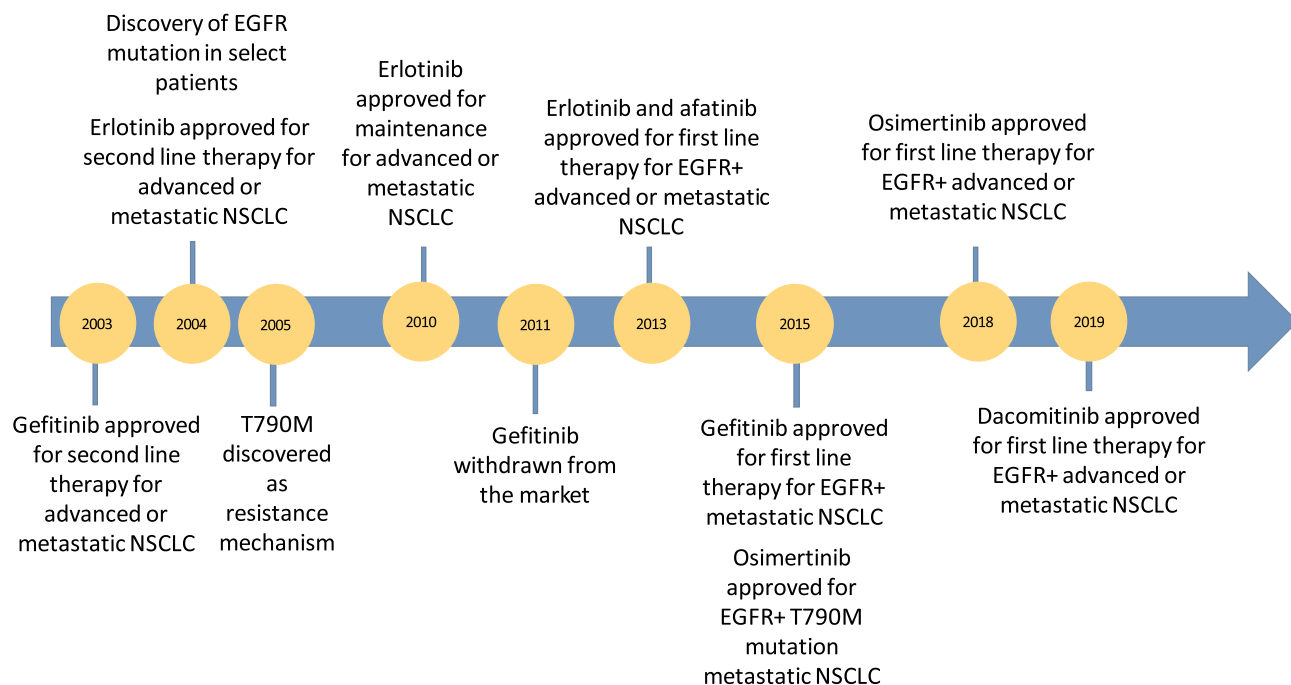 Discovery of EGFR
mutation in select
patients
Erlotinib approved for
second line therapy for
advanced or
metastatic NSCLC
Erlotinib
approved for
maintenance
for advanced or
metastatic
NSCLC
Erlotinib and afatinib
approved for first line
therapy for EGFR+
advanced or metastatic
NSCLC
Osimertinib approved
for first line therapy for
EGFR+ advanced or
metastatic NSCLC
2003
2004
2005
2010
2011
2013
2015
2018
2019
Gefitinib approved
for second line
therapy for
advanced or
metastatic NSCLC
T790M
discovered
as
resistance
mechanism
Gefitinib
withdrawn from
the market
Gefitinib approved
for first line
therapy for EGFR+
metastatic NSCLC
Osimertinib
approved for
EGFR+ T790M
mutation
metastatic NSCLC
Dacomitinib approved
for first line therapy for
EGFR+ advanced or
metastatic NSCLC